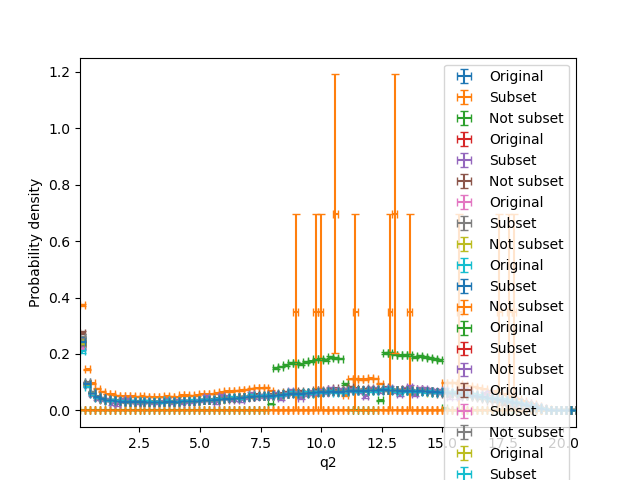 1.2
1.0
0.8
0.6
0.4
0.2
0.0
Probability density
2.5
5.0
7.5
10.0
12.5
15.0
17.5
20.0
q2
Original
Subset
Not subset
Original
Subset
Not subset
Original
Subset
Not subset
Original
Subset
Not subset
Original
Subset
Not subset
Original
Subset
Not subset
Original
Subset